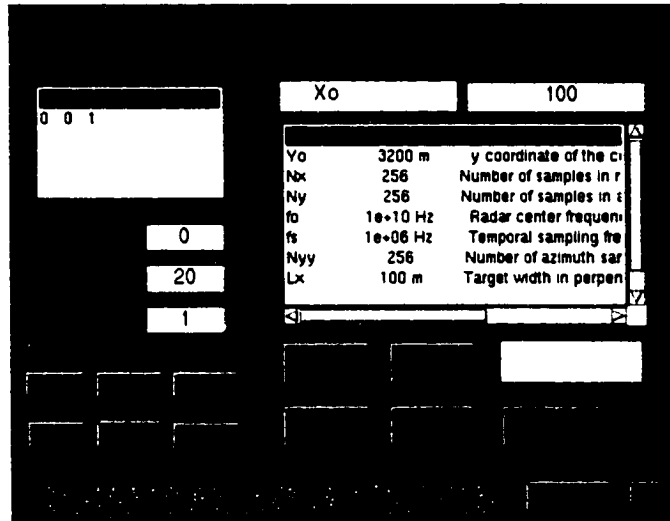 Xo 100
0 0 1
Yo 3200 m y coordinate of the c
Nx 256 Number of samples in r
Ny 256 Number of samples in a
fo 1e+10 Hz Radar center frequen
fs 1e+06 Hz Temporal sampling fre
Nyy 256 Number of azimuth sar
Lx 100 m Target width in perpen
0
20
1